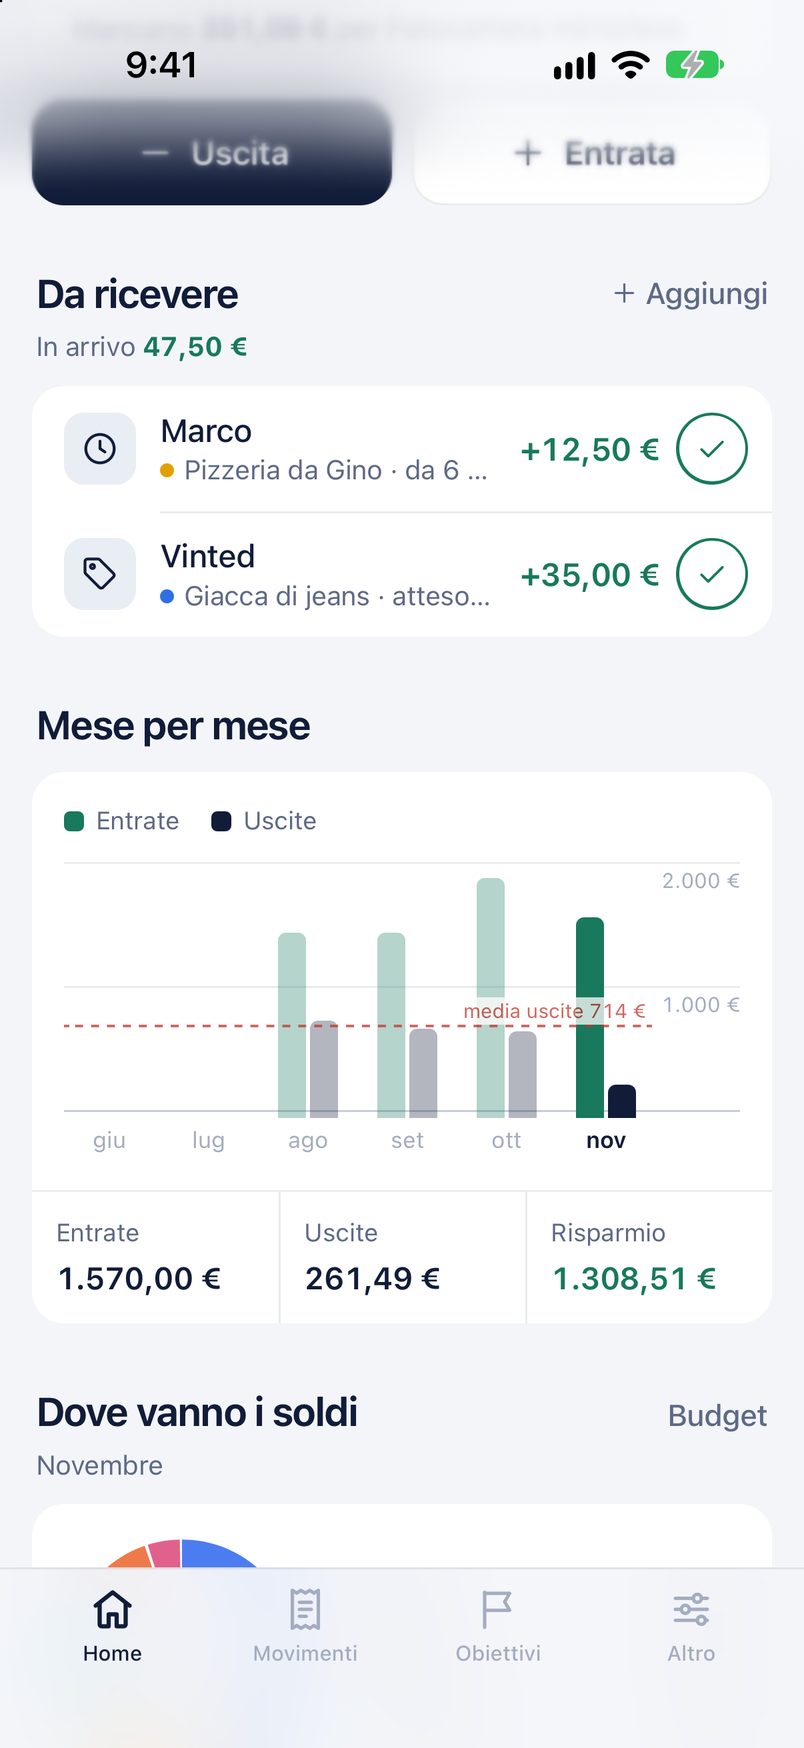 9:41
Uscita
Entrata
Da ricevere
+ Aggiungi
In arrivo 47,50 €
Marco
Pizzeria da Gino · da 6 ...
+12,50 €
Vinted
Giacca di jeans · atteso...
+35,00 €
Mese per mese
Entrate
Uscite
2.000 €
1.000 €
media uscite 714 €
giu lug ago set ott nov
Entrate
1.570,00 €
Uscite
261,49 €
Risparmio
1.308,51 €
Dove vanno i soldi
Budget
Novembre
Home
Movimenti
Obiettivi
Altro